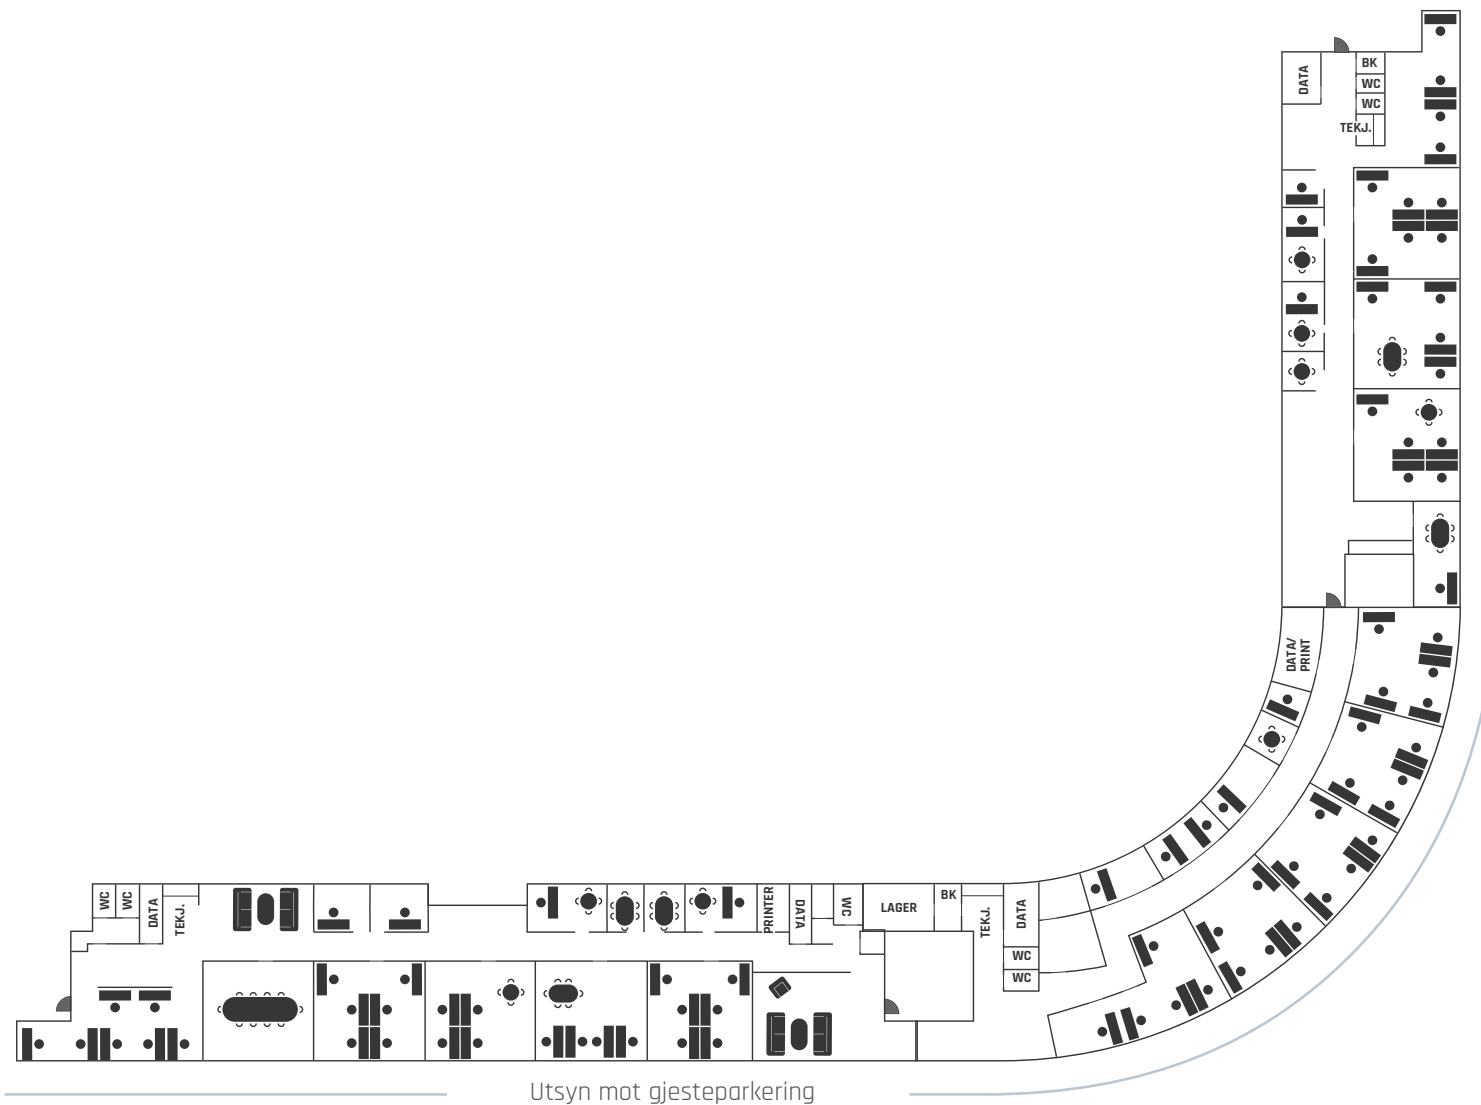 DATA
BK
WC
WC
TEKJ.
DATA/
PRINT
WC
WC
DATA
TEKJ.
PRINTER
DATA
WC
LAGER
BK
TEKJ.
DATA
WC
WC
Utsyn mot gjesteparkering